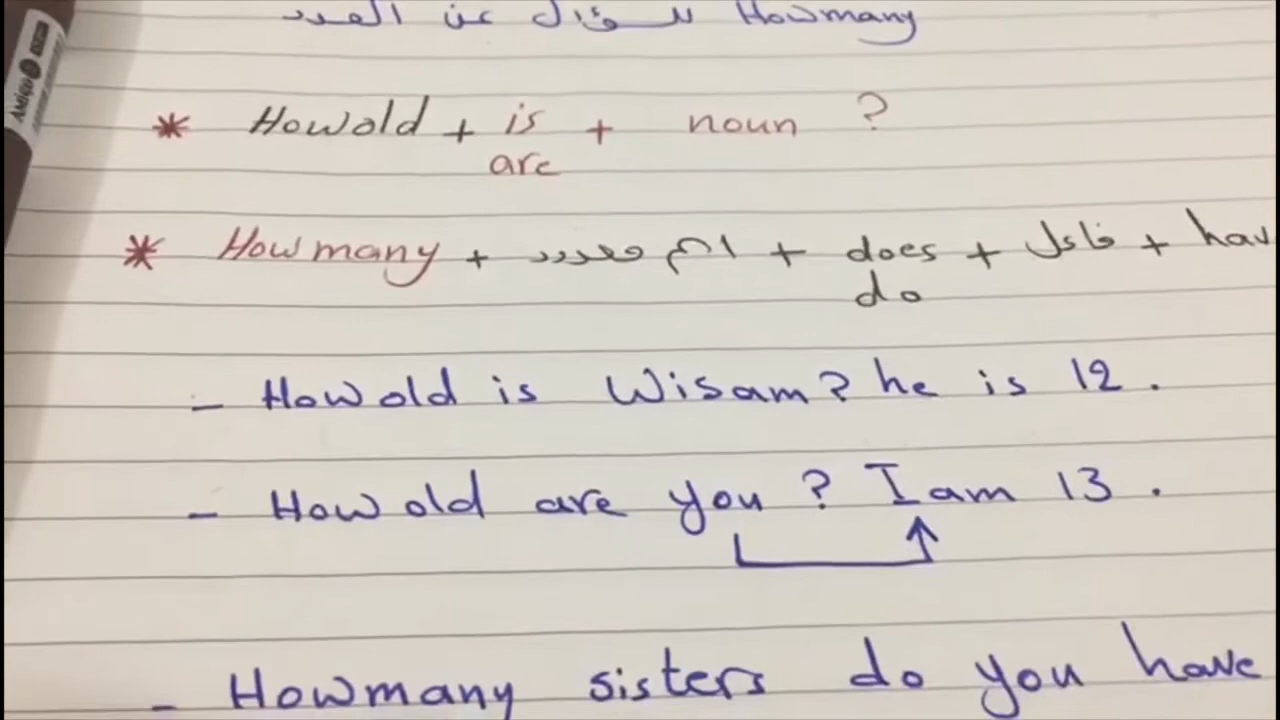 Howmany للسؤال عن العدد
* Howold + is + noun ?
are
* Howmany + اسم معدود + does + فاعل + hav
do
- How old is Wisam? he is 12 .
- How old are you ? I am 13 .
- Howmany sisters do you have
Amigo